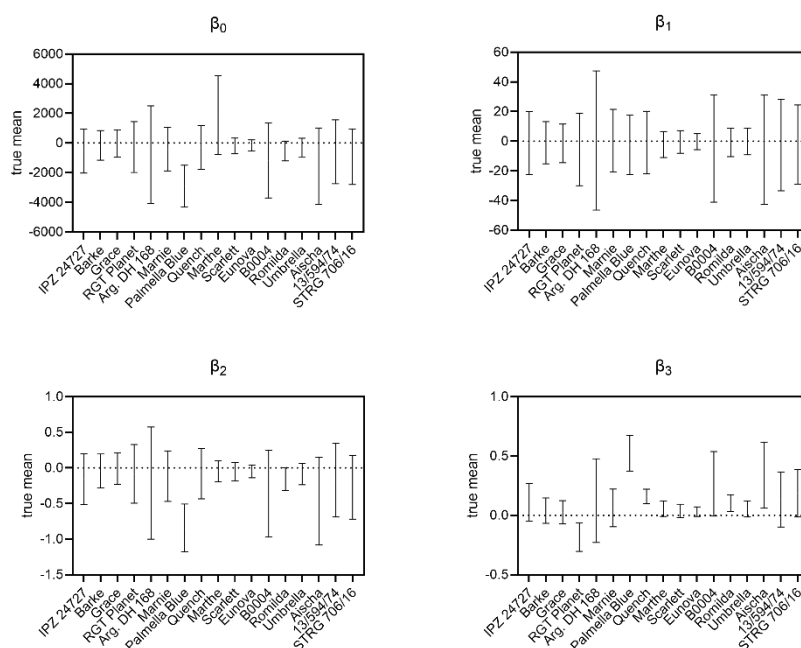 β0
true mean
6000
4000
2000
0
-2000
-4000
-6000
IPZ 24727
Barke
Grace
RGT Planet
Arg. DH 168
Marnie
Palmella Blue
Quench
Marthe
Scarlett
Eunova
B0004
Romilda
Umbrella
Aischa
13/594/74
STRG 706/16
β1
true mean
60
40
20
0
-20
-40
-60
IPZ 24727
Barke
Grace
RGT Planet
Arg. DH 168
Marnie
Palmella Blue
Quench
Marthe
Scarlett
Eunova
B0004
Romilda
Umbrella
Aischa
13/594/74
STRG 706/16
β2
true mean
1.0
0.5
0.0
-0.5
-1.0
-1.5
IPZ 24727
Barke
Grace
RGT Planet
Arg. DH 168
Marnie
Palmella Blue
Quench
Marthe
Scarlett
Eunova
B0004
Romilda
Umbrella
Aischa
13/594/74
STRG 706/16
β3
true mean
1.0
0.5
0.0
-0.5
IPZ 24727
Barke
Grace
RGT Planet
Arg. DH 168
Marnie
Palmella Blue
Quench
Marthe
Scarlett
Eunova
B0004
Romilda
Umbrella
Aischa
13/594/74
STRG 706/16